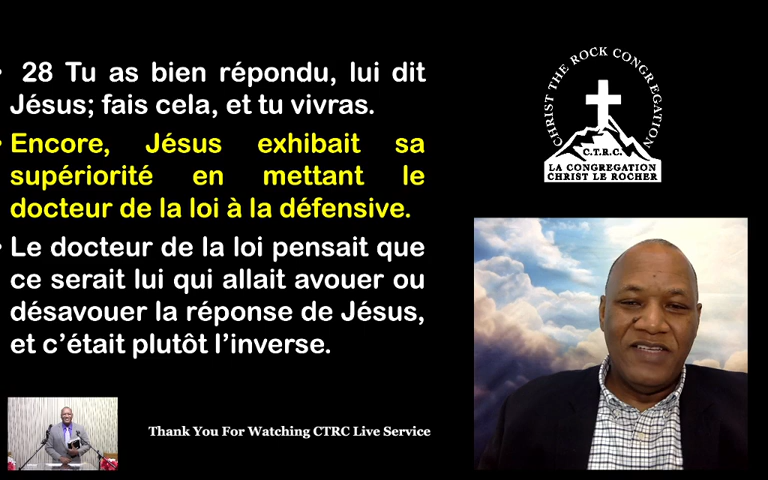 28 Tu as bien répondu, lui dit
Jésus; fais cela, et tu vivras.
Encore, Jésus exhibait sa
supériorité en mettant le
docteur de la loi à la défensive.
Le docteur de la loi pensait que
ce serait lui qui allait avouer ou
désavouer la réponse de Jésus,
et c’était plutôt l’inverse.
CHRIST THE ROCK CONGREGATION
C.T.R.C.
LA CONGREGATION
CHRIST LE ROCHER
Thank You For Watching CTRC Live Service